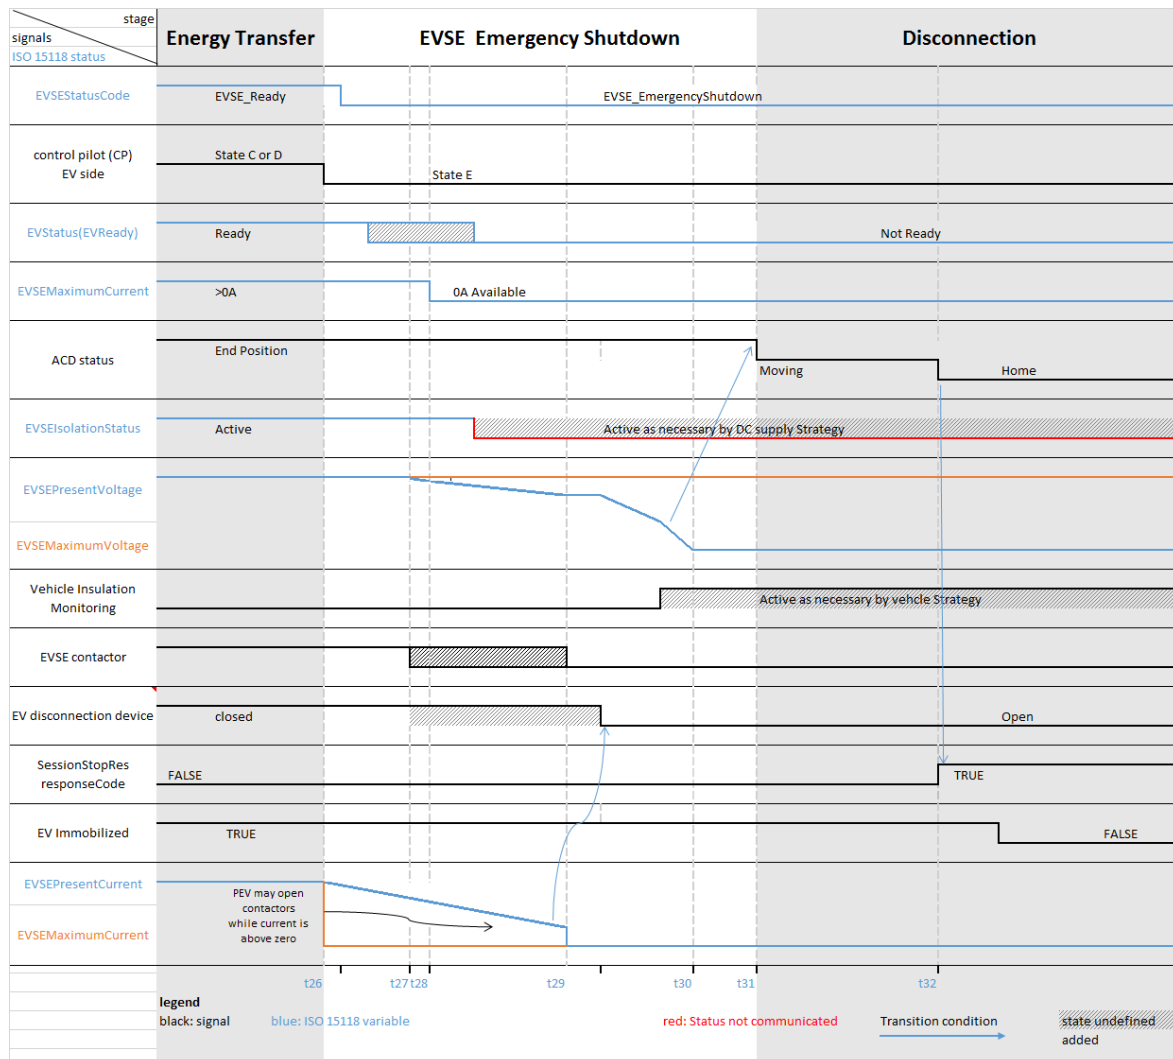 stage
signals
ISO 15118 status
Energy Transfer
EVSE Emergency Shutdown
Disconnection
EVSEStatusCode
EVSE_Ready
EVSE_EmergencyShutdown
control pilot (CP)
EV side
State C or D
State E
EVStatus(EVReady)
Ready
Not Ready
EVSEMaximumCurrent
>0A
0A Available
ACD status
End Position
Moving
Home
EVSEIsolationStatus
Active
Active as necessary by DC supply Strategy
EVSEPresentVoltage
EVSEMaximumVoltage
Vehicle Insulation
Monitoring
Active as necessary by vehcle Strategy
EVSE contactor
EV disconnection device
closed
Open
SessionStopRes
responseCode
FALSE
TRUE
EV Immobilized
TRUE
FALSE
EVSEPresentCurrent
EVSEMaximumCurrent
PEV may open
contactors
while current is
above zero
t26
t27
t28
t29
t30
t31
t32
legend
black: signal
blue: ISO 15118 variable
red: Status not communicated
Transition condition
state undefined
added